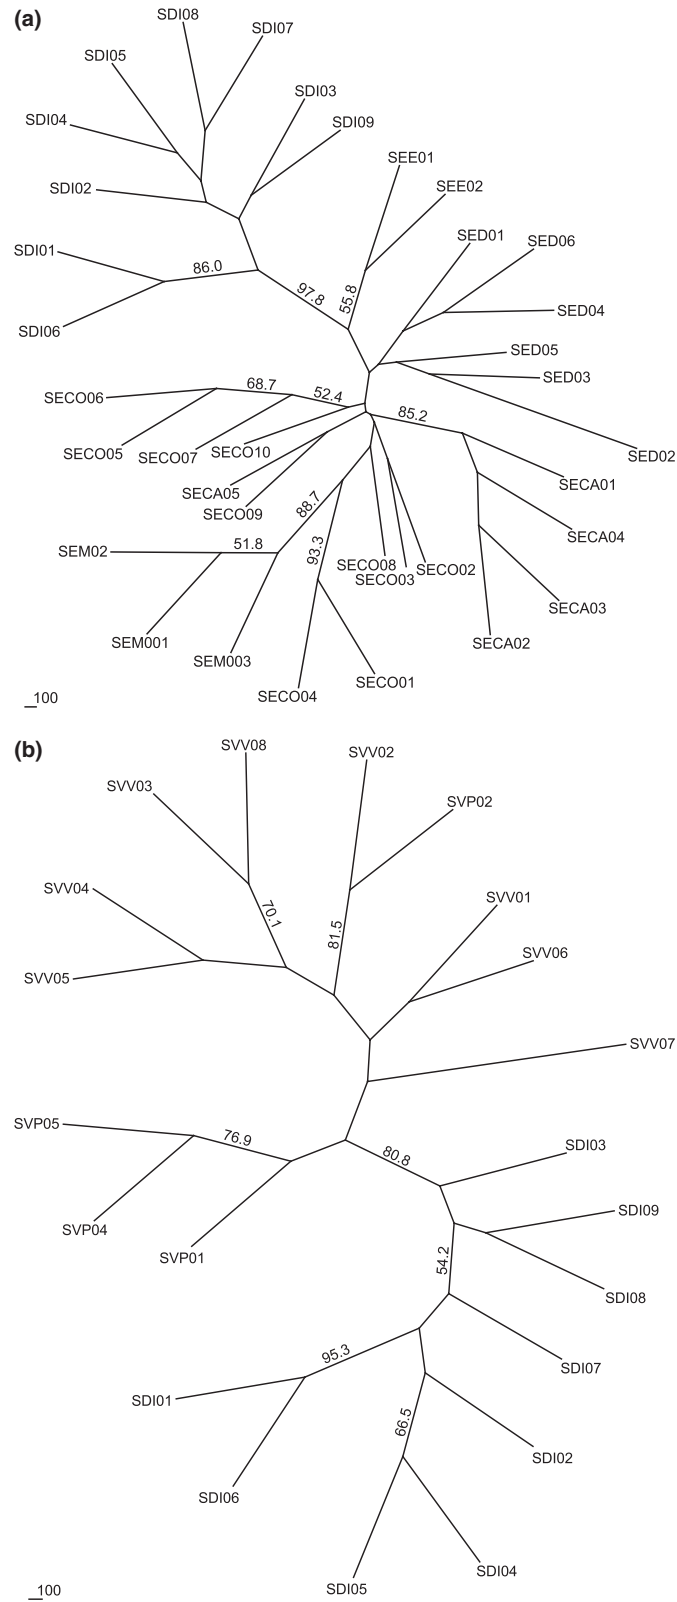 (a)
SDI08
SDI07
SDI05
SDI03
SDI04
SDI09
SEE01
SDI02
SEE02
SED01
SED06
SDI01
86.0
97.8
55.8
SED04
SDI06
SED05
SED03
68.7
52.4
SECO06
85.2
SECO05
SECO07
SECO10
SED02
SECA01
SECA05
SECO09
88.7
SECA04
SEM02
51.8
93.3
SECO08
SECO03
SECO02
SECA03
SEM001
SECA02
SEM003
SECO04
SECO01
100
(b)
SVV08
SVV02
SVV03
SVP02
SVV04
SVV01
70.1
81.5
SVV06
SVV05
SVV07
SVP05
76.9
80.8
SDI03
SDI09
SVP04
SVP01
54.2
SDI08
95.3
SDI07
SDI01
66.5
SDI02
SDI06
SDI04
SDI05
100